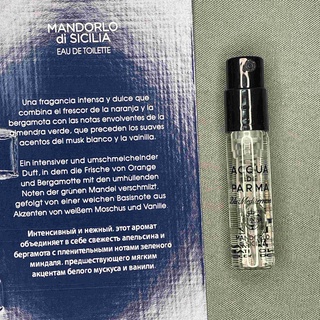 MANDORLO
di SICILIA
EAU DE TOILETTE
Una fragancia intensa y dulce que
combina el frescor de la naranja y la
bergamota con las notas envolventes de la
almendra verde, que preceden los suaves
acentos del musk blanco y la vainilla.
Ein intensiver und umschmeichelnder
Duft, in dem die Frische von Orange
und Bergamotte mit den umhüllenden
Noten der grünen Mandel verschmilzt,
gefolgt von einer weichen Basisnote aus
Akzenten von weißem Moschus und Vanille.
Интенсивный и нежный, этот аромат
объединяет в себе свежесть апельсина и
бергамота с пленительными нотами зеленого
миндаля, предшествующего мягким
акцентам белого мускуса и ванили.
ACQUA
DI
PARMA
Blu Mediterraneo